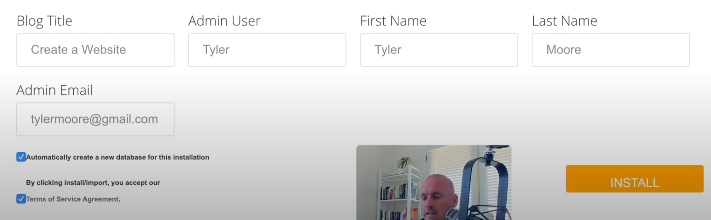 Blog Title Admin User First Name Last Name
Create a Website Tyler Tyler Moore
Admin Email
tylermoore@gmail.com
Automatically create a new database for this installation
By clicking install/import, you accept our
Terms of Service Agreement.
INSTALL